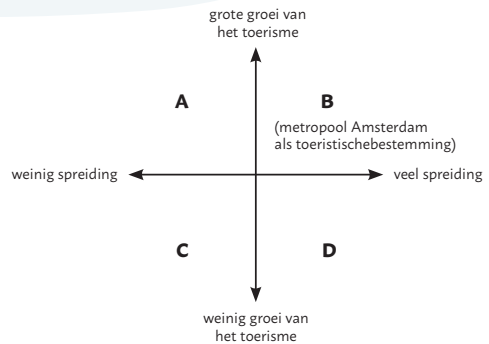 grote groei van
het toerisme
A
B
(metropool Amsterdam
als toeristischebestemming)
weinig spreiding
veel spreiding
C
D
weinig groei van
het toerisme